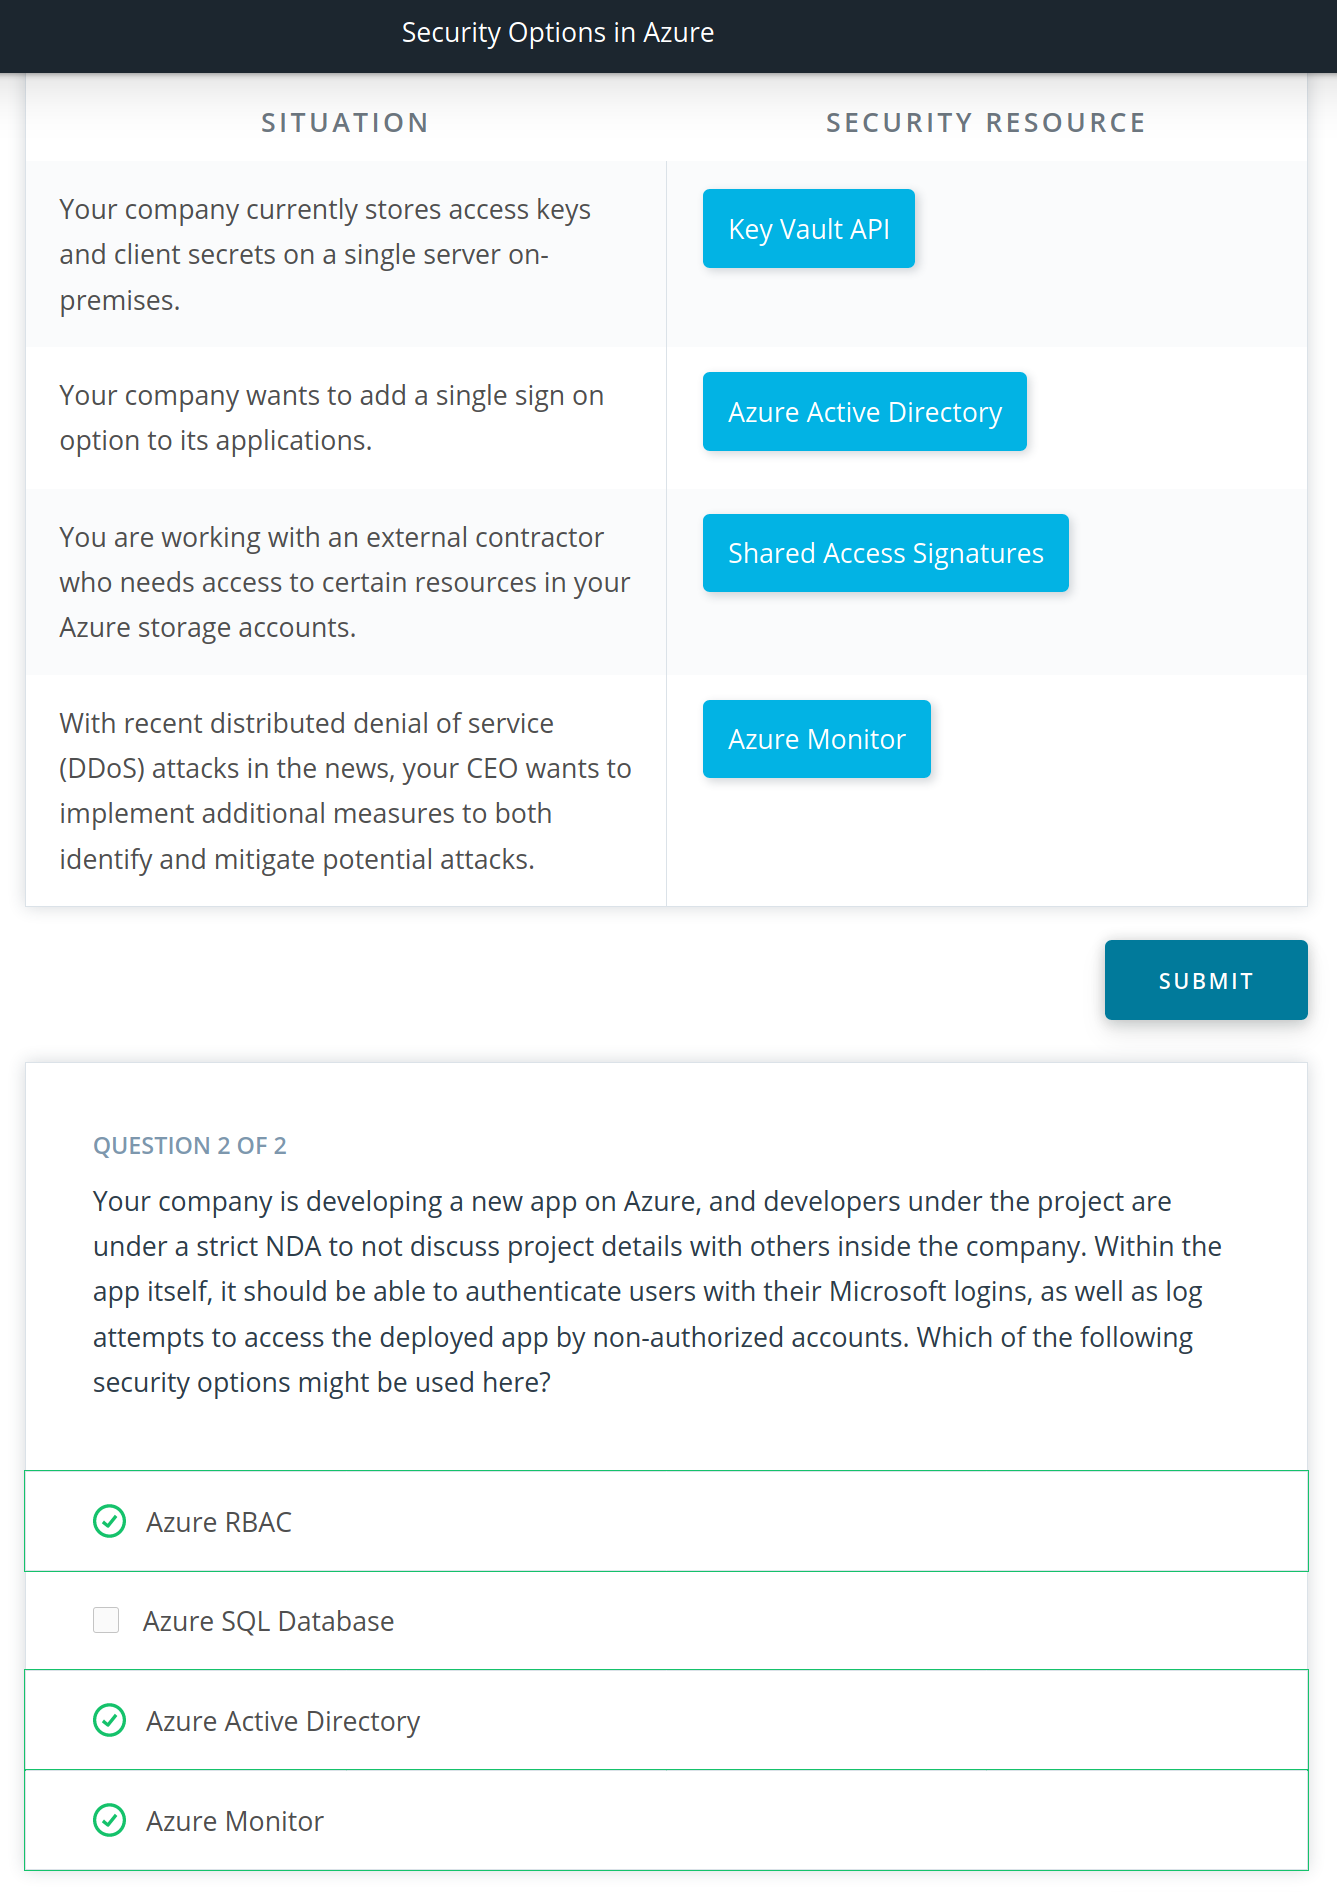 Security Options in Azure
SITUATION
SECURITY RESOURCE
Your company currently stores access keys
and client secrets on a single server on-
premises.
Key Vault API
Your company wants to add a single sign on
option to its applications.
Azure Active Directory
You are working with an external contractor
who needs access to certain resources in your
Azure storage accounts.
Shared Access Signatures
With recent distributed denial of service
(DDoS) attacks in the news, your CEO wants to
implement additional measures to both
identify and mitigate potential attacks.
Azure Monitor
SUBMIT
QUESTION 2 OF 2
Your company is developing a new app on Azure, and developers under the project are
under a strict NDA to not discuss project details with others inside the company. Within the
app itself, it should be able to authenticate users with their Microsoft logins, as well as log
attempts to access the deployed app by non-authorized accounts. Which of the following
security options might be used here?
Azure RBAC
Azure SQL Database
Azure Active Directory
Azure Monitor